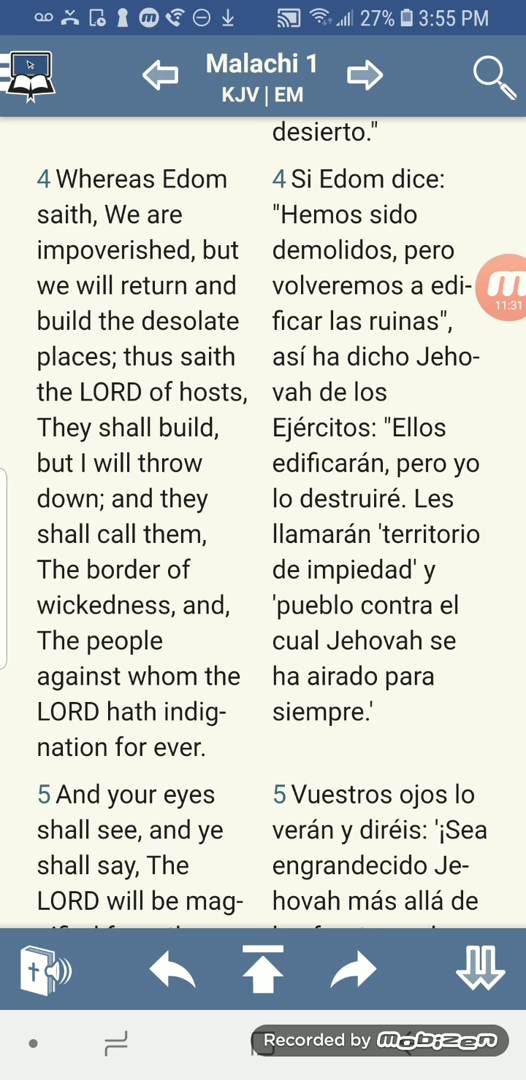 27% 3:55 PM
Malachi 1
KJV | EM
desierto."
4 Whereas Edom
saith, We are
impoverished, but
we will return and
build the desolate
places; thus saith
the LORD of hosts,
They shall build,
but I will throw
down; and they
shall call them,
The border of
wickedness, and,
The people
against whom the
LORD hath indig-
nation for ever.
4 Si Edom dice:
"Hemos sido
demolidos, pero
volveremos a edi-
ficar las ruinas",
así ha dicho Jeho-
vah de los
Ejércitos: "Ellos
edificarán, pero yo
lo destruiré. Les
llamarán 'territorio
de impiedad' y
'pueblo contra el
cual Jehovah se
ha airado para
siempre.'
5 And your eyes
shall see, and ye
shall say, The
LORD will be mag-
5 Vuestros ojos lo
verán y diréis: '¡Sea
engrandecido Je-
hovah más allá de
11:31
Recorded by mobizen